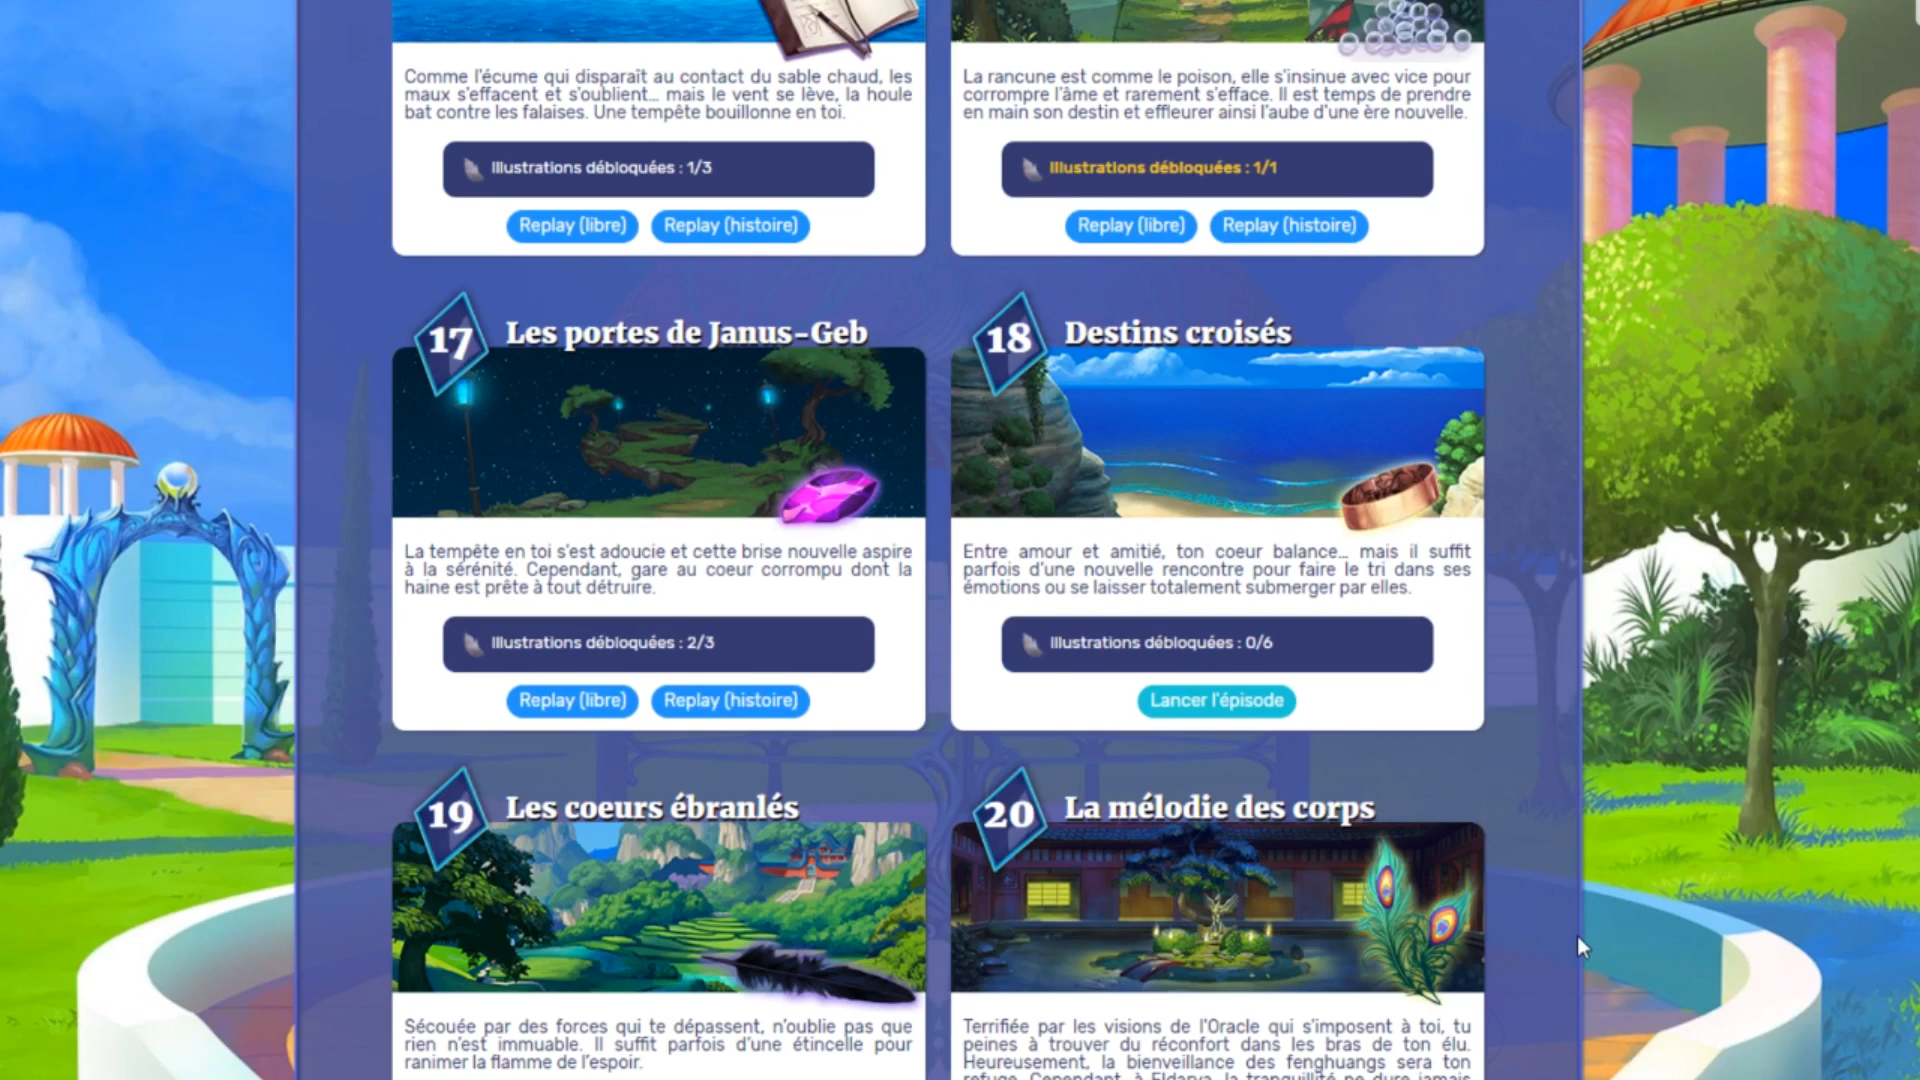 Comme l'écume qui disparaît au contact du sable chaud, les
maux s'effacent et s'oublient... mais le vent se lève, la houle
bat contre les falaises. Une tempête bouillonne en toi.
Illustrations débloquées : 1/3
Replay (libre)
Replay (histoire)
La rancune est comme le poison, elle s'insinue avec vice pour
corrompre l'âme et rarement s'efface. Il est temps de prendre
en main son destin et effleurer ainsi l'aube d'une ère nouvelle.
Illustrations débloquées : 1/1
Replay (libre)
Replay (histoire)
17
Les portes de Janus-Geb
La tempête en toi s'est adoucie et cette brise nouvelle aspire
à la sérénité. Cependant, gare au coeur corrompu dont la
haine est prête à tout détruire.
Illustrations débloquées : 2/3
Replay (libre)
Replay (histoire)
18
Destins croisés
Entre amour et amitié, ton coeur balance... mais il suffit
parfois d'une nouvelle rencontre pour faire le tri dans ses
émotions ou se laisser totalement submerger par elles.
Illustrations débloquées : 0/6
Lancer l'épisode
19
Les coeurs ébranlés
Sécouée par des forces qui te dépassent, n'oublie pas que
rien n'est immuable. Il suffit parfois d'une étincelle pour
ranimer la flamme de l'espoir.
20
La mélodie des corps
Terrifiée par les visions de l'Oracle qui s'imposent à toi, tu
peines à trouver du réconfort dans les bras de ton élu.
Heureusement, la bienveillance des fenghuangs sera ton
refuge. Cependant, à Eldarya, la tranquillité ne dure jamais